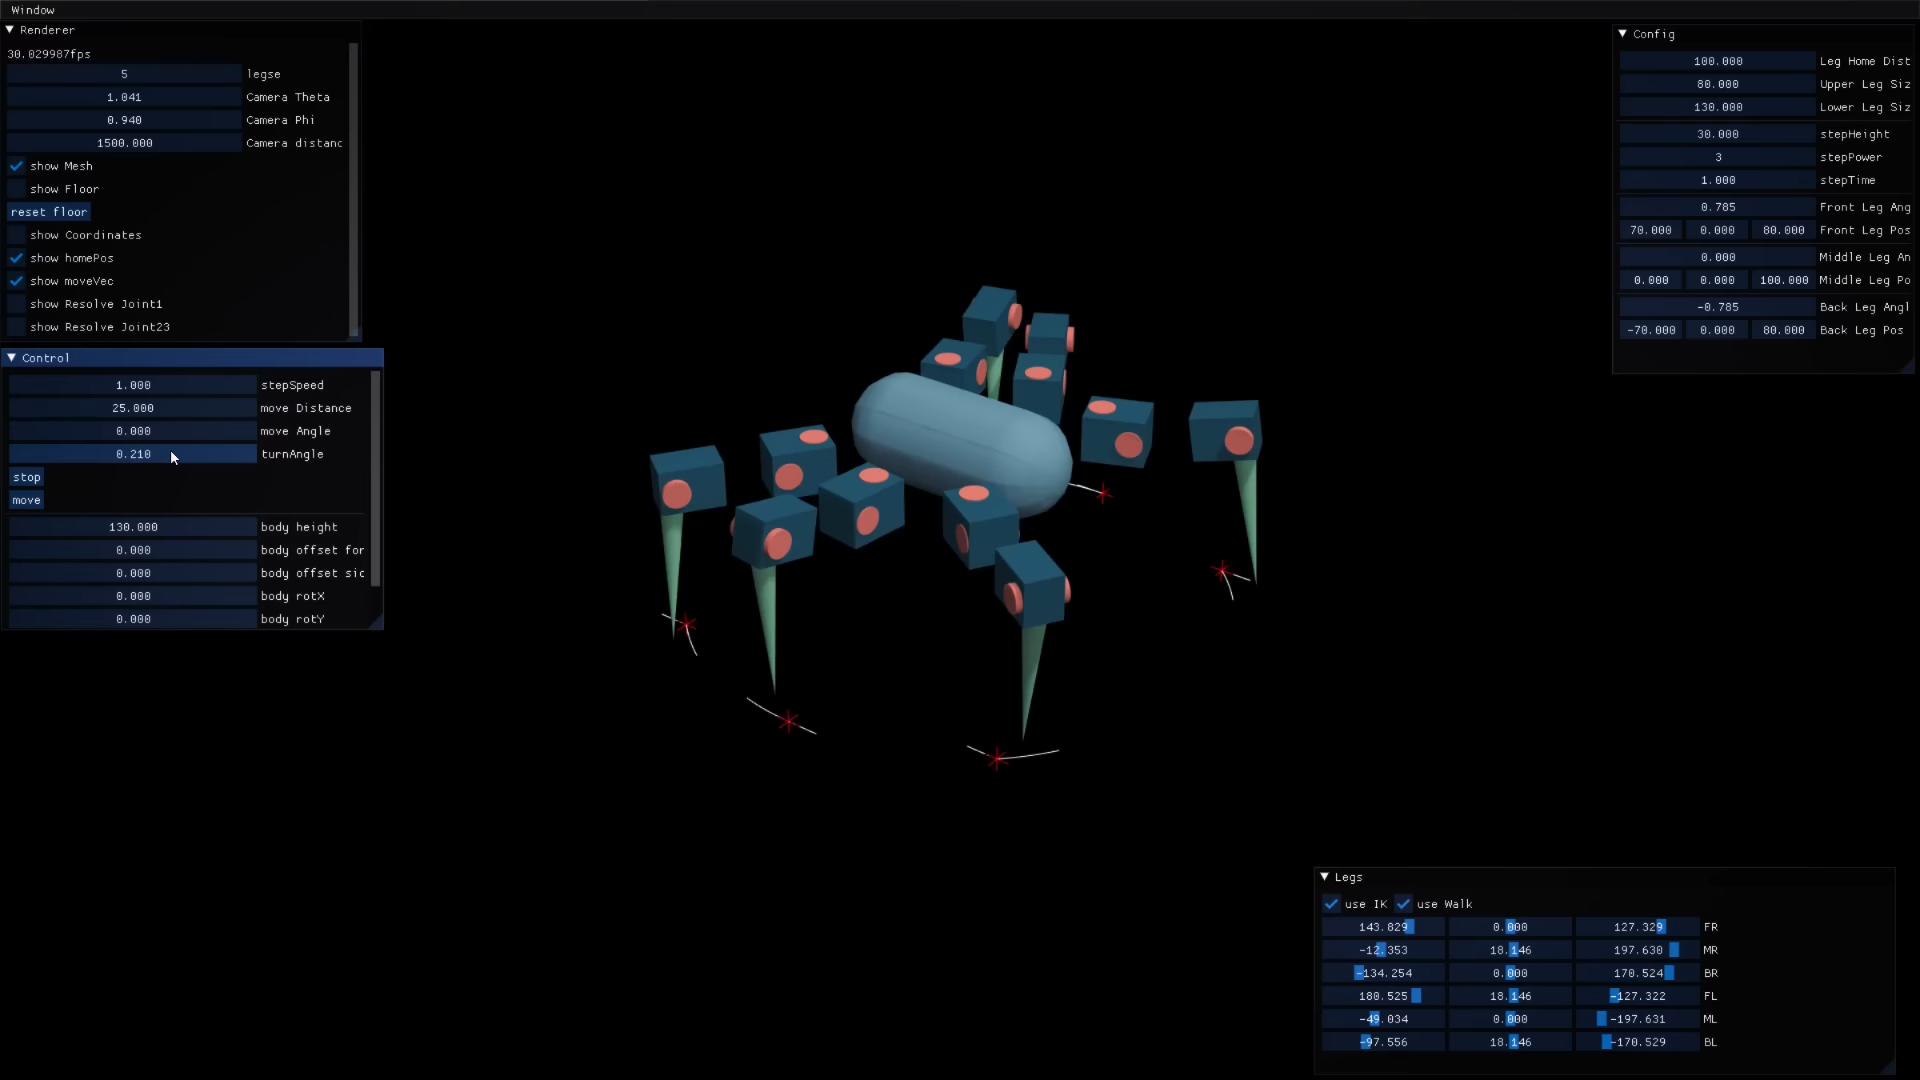 Window
Renderer
30.029987fps
5 legse
1.041 Camera Theta
0.940 Camera Phi
1500.000 Camera distanc
show Mesh
show Floor
reset floor
show Coordinates
show homePos
show moveVec
show Resolve Joint1
show Resolve Joint23
Control
1.000 stepSpeed
25.000 move Distance
0.000 move Angle
0.210 turnAngle
stop
move
130.000 body height
0.000 body offset for
0.000 body offset sic
0.000 body rotX
0.000 body rotY
Config
100.000 Leg Home Dist
80.000 Upper Leg Siz
130.000 Lower Leg Siz
30.000 stepHeight
3 stepPower
1.000 stepTime
0.785 Front Leg Ang
70.000 0.000 80.000 Front Leg Pos
0.000 Middle Leg An
0.000 0.000 100.000 Middle Leg Po
-0.785 Back Leg Angl
-70.000 0.000 80.000 Back Leg Pos
Legs
use IK use Walk
143.829 0.000 127.329 FR
-12.353 18.146 197.630 MR
-134.254 0.000 170.524 BR
180.525 18.146 -127.322 FL
-49.034 0.000 -197.631 ML
-97.556 18.146 -170.529 BL